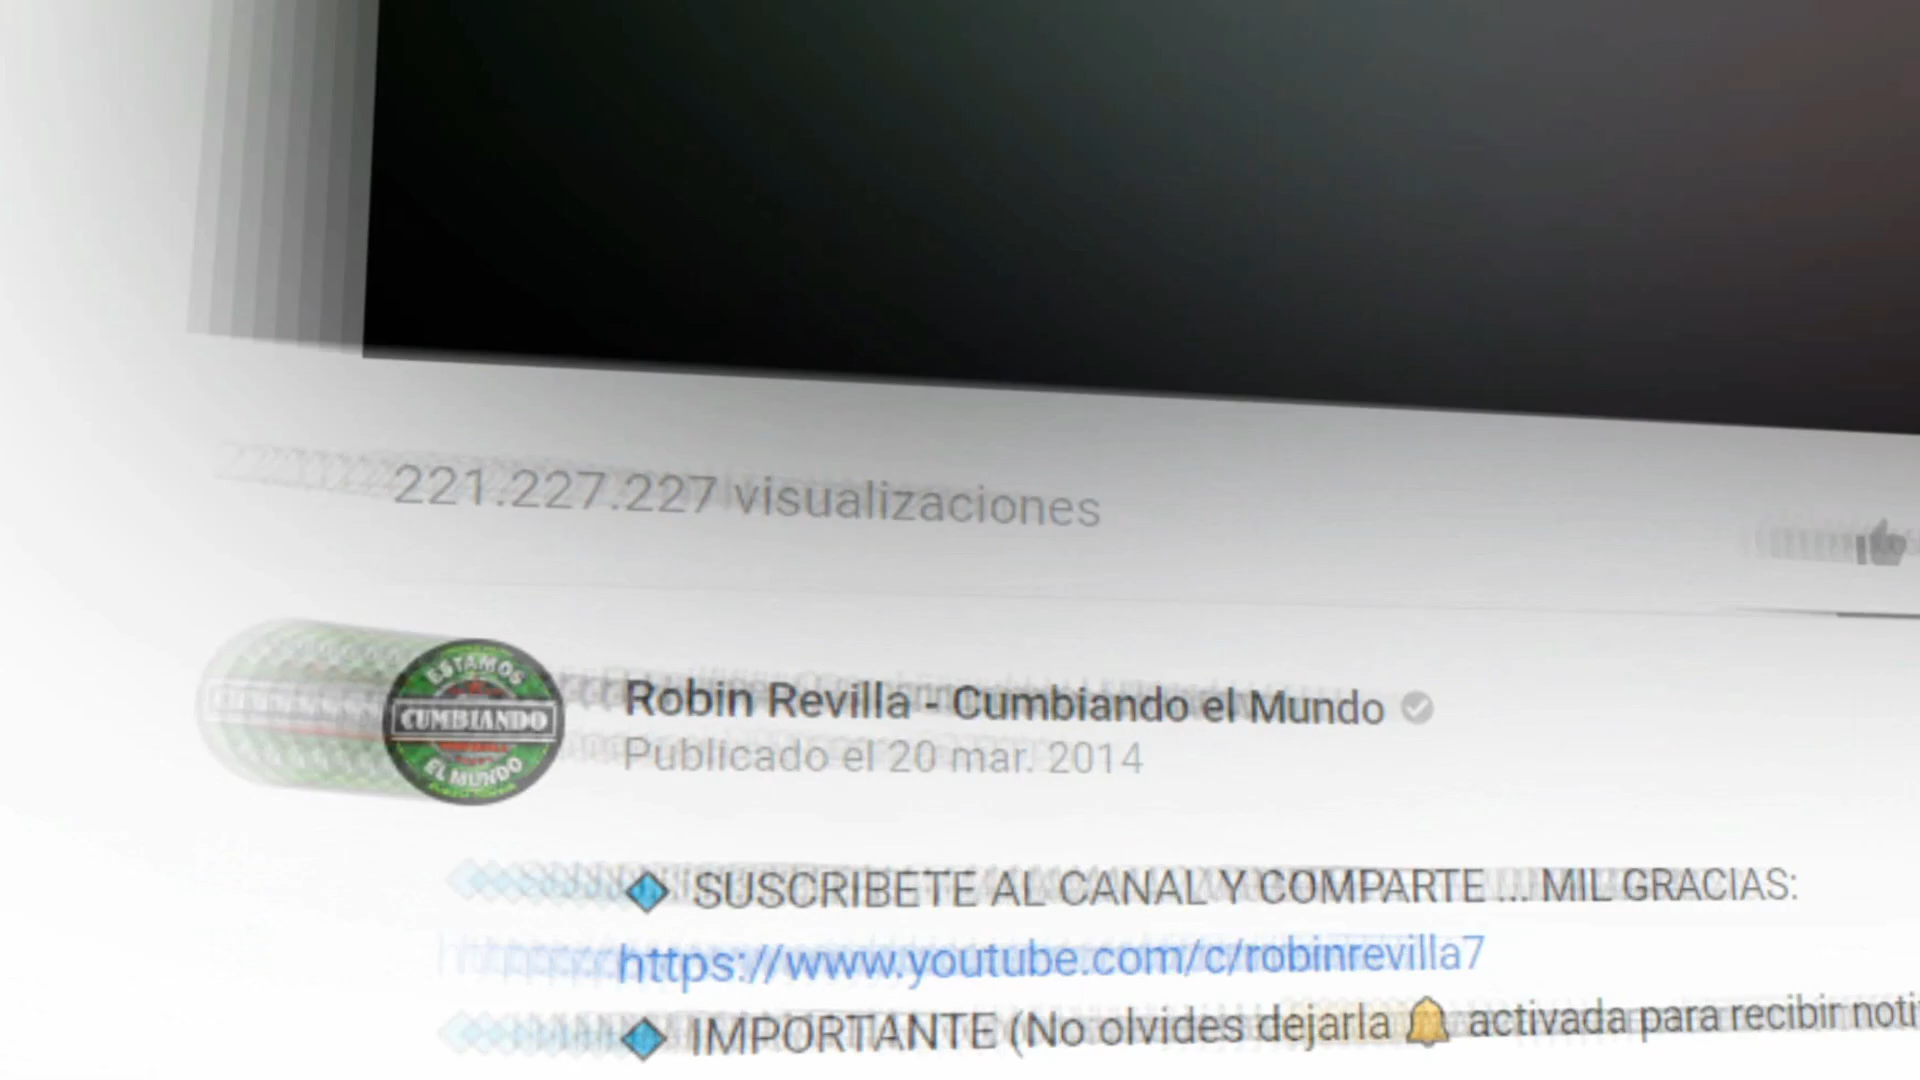 221.227.227 visualizaciones
ESTAMOS
CUMBIANDO
EL MUNDO
Robin Revilla - Cumbiando el Mundo
Publicado el 20 mar. 2014
SUSCRIBETE AL CANAL Y COMPARTE ... MIL GRACIAS:
https://www.youtube.com/c/robinrevilla7
IMPORTANTE (No olvides dejarla 🔔 activada para recibir noti